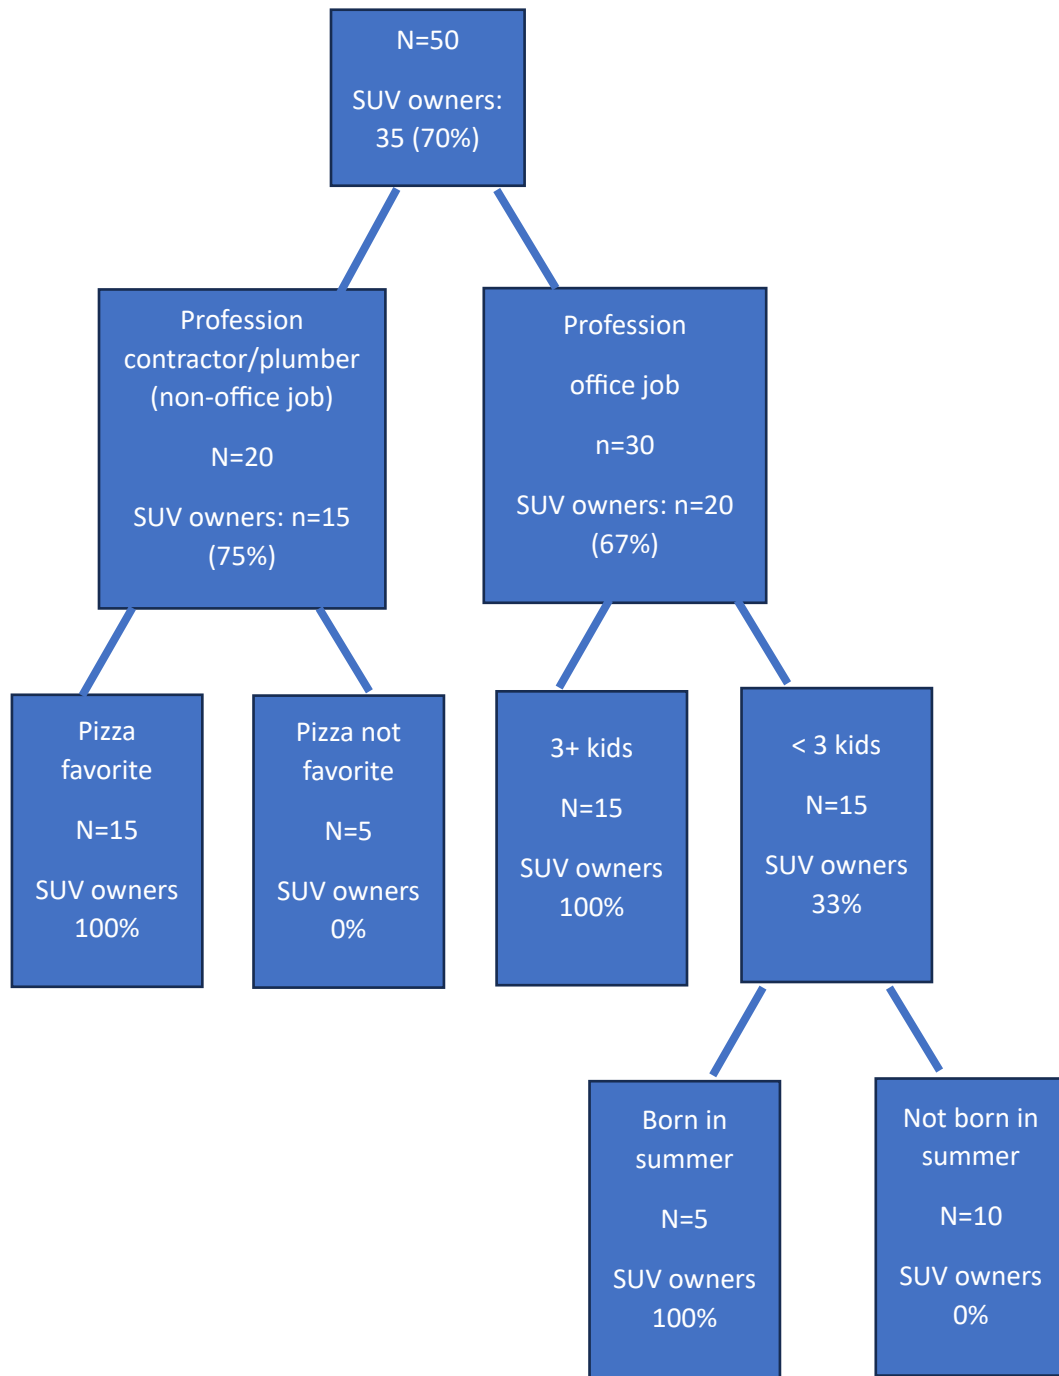 N=50
SUV owners:
35 (70%)
Profession
contractor/plumber
(non-office job)
N=20
SUV owners: n=15
(75%)
Profession
office job
n=30
SUV owners: n=20
(67%)
Pizza
favorite
N=15
SUV owners
100%
Pizza not
favorite
N=5
SUV owners
0%
3+ kids
N=15
SUV owners
100%
< 3 kids
N=15
SUV owners
33%
Born in
summer
N=5
SUV owners
100%
Not born in
summer
N=10
SUV owners
0%